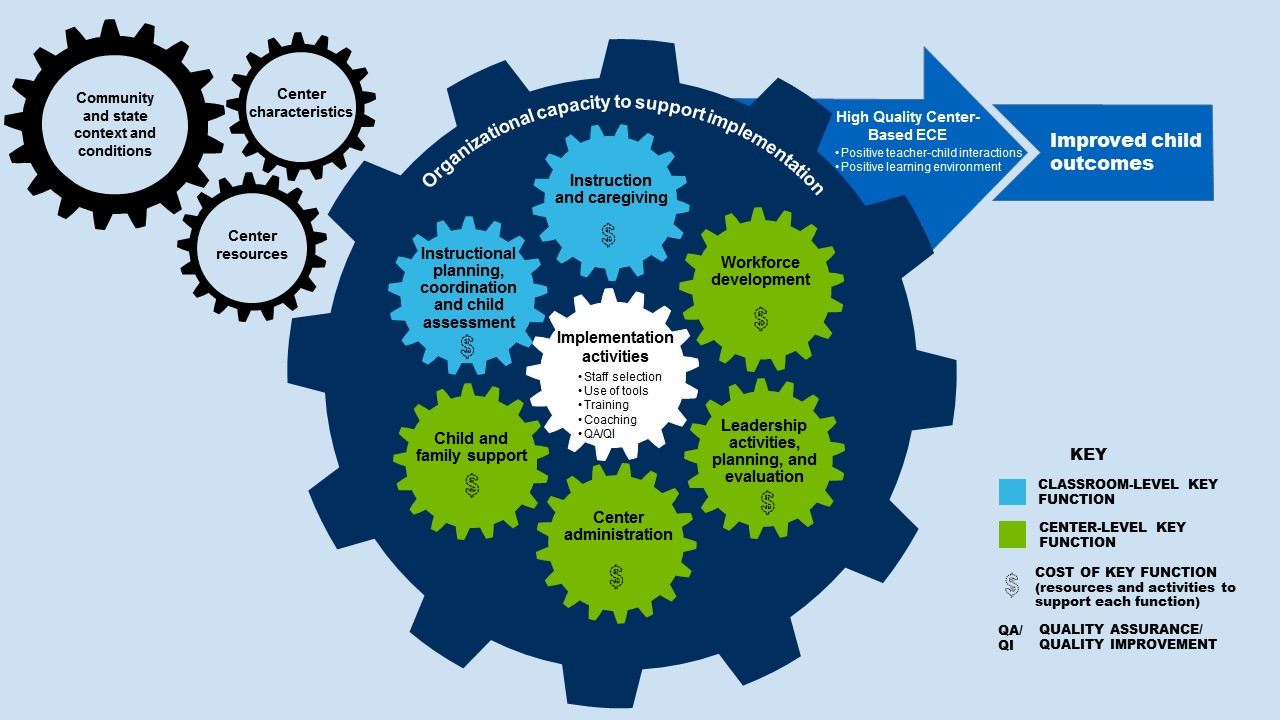 Community
and state
context and
conditions
Center
characteristics
Center
resources
Organizational capacity to support implementation
Instruction
and caregiving
$
Instructional
planning,
coordination
and child
assessment
$
Workforce
development
$
Implementation
activities
• Staff selection
• Use of tools
• Training
• Coaching
• QA/QI
Child and
family support
$
Leadership
activities,
planning, and
evaluation
$
Center
administration
$
High Quality Center-
Based ECE
• Positive teacher-child interactions
• Positive learning environment
Improved child
outcomes
KEY
CLASSROOM-LEVEL KEY
FUNCTION
CENTER-LEVEL KEY
FUNCTION
$ COST OF KEY FUNCTION
(resources and activities to
support each function)
QA/ QUALITY ASSURANCE/
QI QUALITY IMPROVEMENT